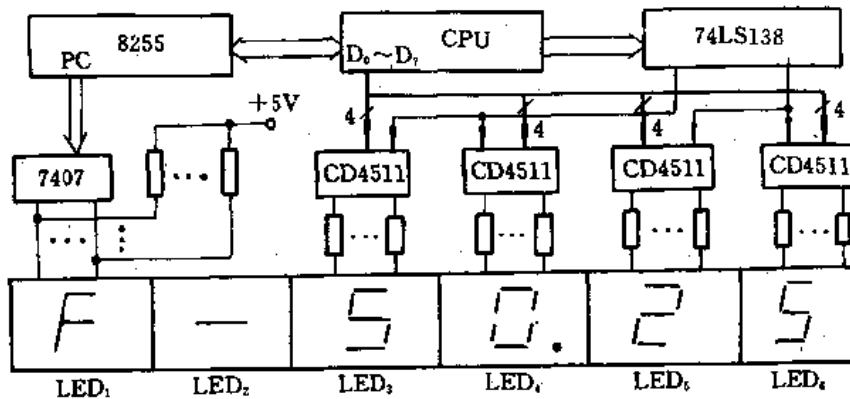 8255
PC
CPU
D₀～D₇
74LS138
+5V
4
4
4
4
7407
CD4511
CD4511
CD4511
CD4511
F - 5 0. 2 5
LED₁ LED₂ LED₃ LED₄ LED₅ LED₆